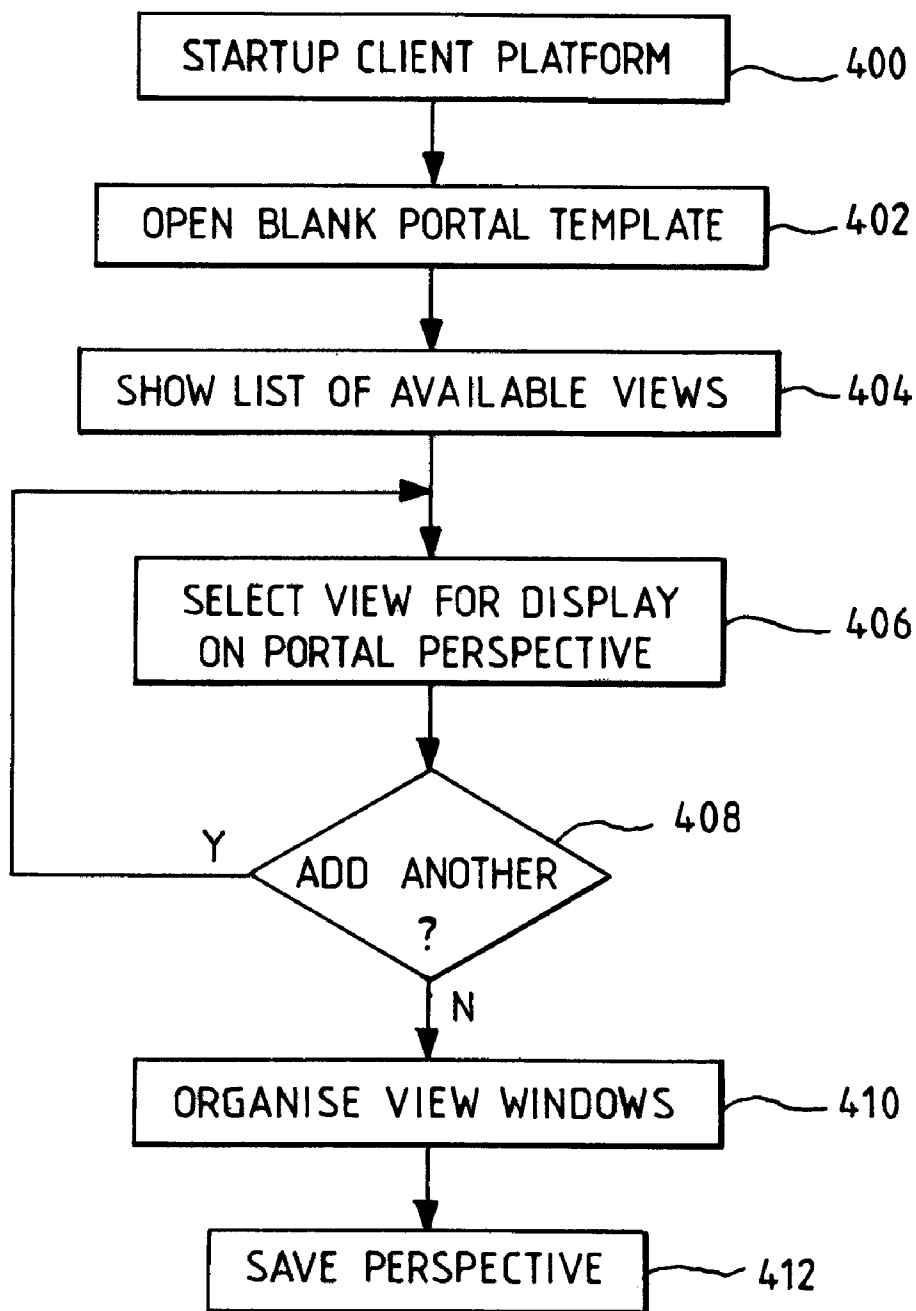 STARTUP CLIENT PLATFORM
400
OPEN BLANK PORTAL TEMPLATE
402
SHOW LIST OF AVAILABLE VIEWS
404
SELECT VIEW FOR DISPLAY
ON PORTAL PERSPECTIVE
406
408
Y
ADD ANOTHER
?
N
ORGANISE VIEW WINDOWS
410
SAVE PERSPECTIVE
412